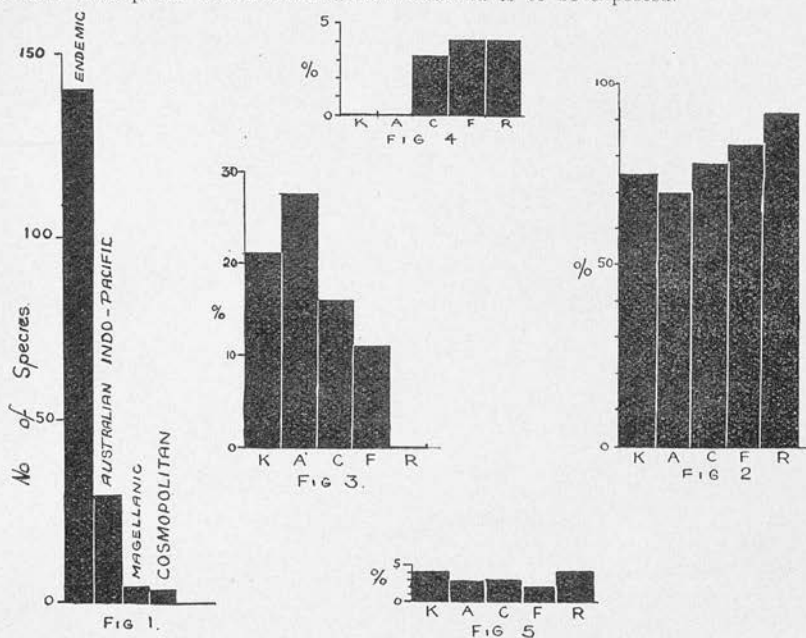 150
100
50
0
No of Species.
ENDEMIC
AUSTRALIAN INDO-PACIFIC
MAGELLANIC
COSMOPOLITAN
FIG 1.
5
%
0
K A C F R
FIG 4
30
20
%
10
0
K A C F R
FIG 3.
100
50
%
0
K A C F R
FIG 2
5
%
0
K A C F R
FIG 5